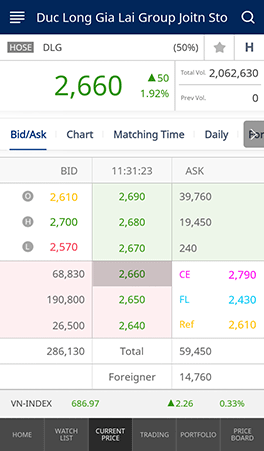 Duc Long Gia Lai Group Joitn Sto
HOSE DLG (50%) H
2,660 ▲50 1.92%
Total Vol. 2,062,630
Prev Vol. 0
Bid/Ask Chart Matching Time Daily
BID 11:31:23 ASK
O 2,610 2,690 39,760
H 2,700 2,680 19,450
L 2,570 2,670 240
68,830 2,660 CE 2,790
190,800 2,650 FL 2,430
26,500 2,640 Ref 2,610
286,130 Total 59,450
Foreigner 14,760
VN-INDEX 686.97 ▲2.26 0.33%
HOME WATCH LIST CURRENT PRICE TRADING PORTFOLIO PRICE BOARD